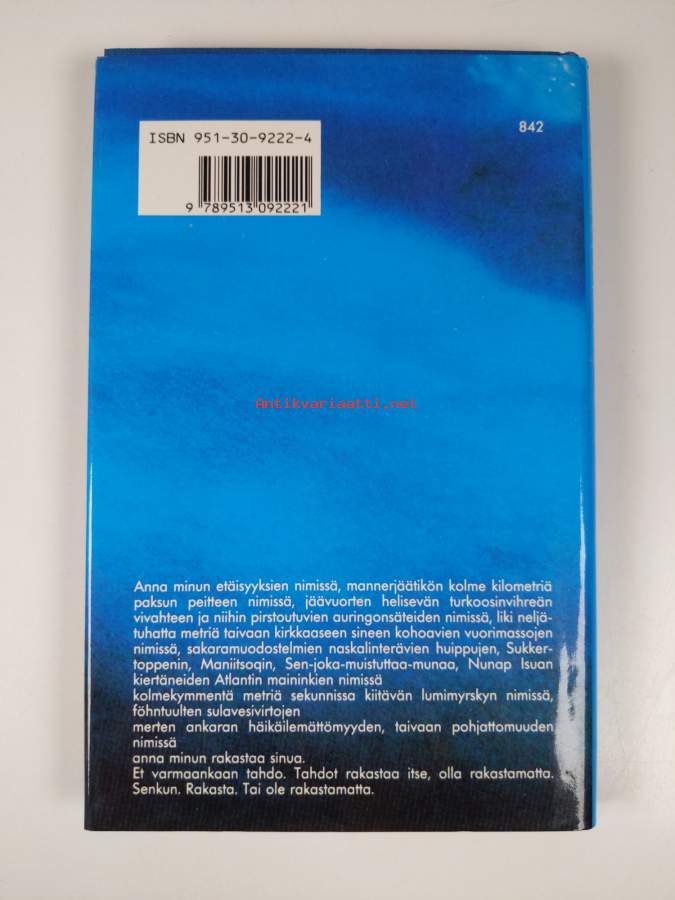 842
ISBN 951-30-9222-4
9 789513 092221
Antikvariaatti.net
Anna minun etäisyyksien nimissä, mannerjäätikön kolme kilometriä
paksun peitteen nimissä, jäävuorten helisevän turkoosinvihreän
vivahteen ja niihin pirstoutuvien auringonsäteiden nimissä, liki neljä-
tuhatta metriä taivaan kirkkaaseen sineen kohoavien vuorimassojen
nimissä, sakaramuodostelmien naskalinterävien huippujen, Sukker-
toppenin, Maniitsoqin, Sen-joka-muistuttaa-munaa, Nunap Isuan
kiertäneiden Atlantin maininkien nimissä
kolmekymmentä metriä sekunnissa kiitävän lumimyrskyn nimissä,
föhntuulten sulavesivirtojen
merten ankaran häikäilemättömyyden, taivaan pohjattomuuden
nimissä
anna minun rakastaa sinua.
Et varmaankaan tahdo. Tahdot rakastaa itse, olla rakastamatta.
Senkun. Rakasta. Tai ole rakastamatta.